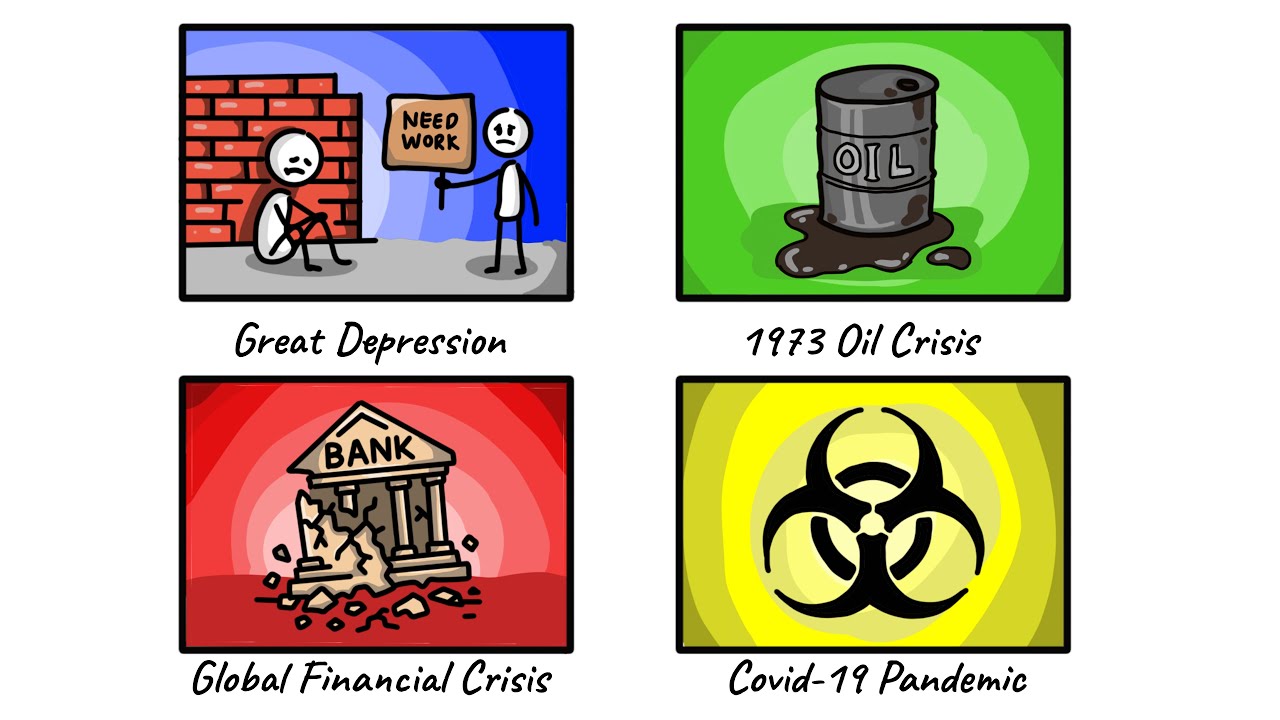 NEED
WORK
OIL
Great Depression
1973 Oil Crisis
BANK
Global Financial Crisis
Covid-19 Pandemic